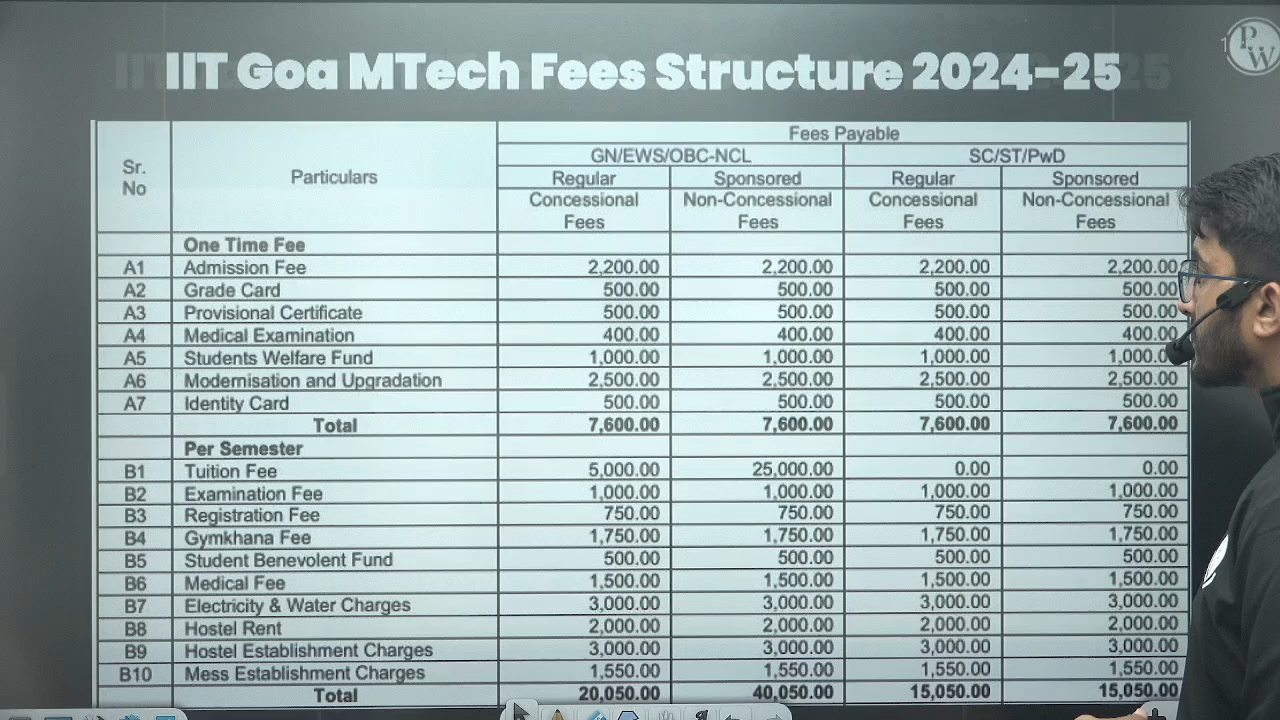 IIT Goa MTech Fees Structure 2024-25
PW
Fees Payable
GN/EWS/OBC-NCL SC/ST/PwD
Sr. No Particulars Regular Sponsored Regular Sponsored
Concessional Fees Non-Concessional Fees Concessional Fees Non-Concessional Fees
One Time Fee
A1 Admission Fee 2,200.00 2,200.00 2,200.00 2,200.00
A2 Grade Card 500.00 500.00 500.00 500.00
A3 Provisional Certificate 500.00 500.00 500.00 500.00
A4 Medical Examination 400.00 400.00 400.00 400.00
A5 Students Welfare Fund 1,000.00 1,000.00 1,000.00 1,000.0
A6 Modernisation and Upgradation 2,500.00 2,500.00 2,500.00 2,500.00
A7 Identity Card 500.00 500.00 500.00 500.00
Total 7,600.00 7,600.00 7,600.00 7,600.00
Per Semester
B1 Tuition Fee 5,000.00 25,000.00 0.00 0.00
B2 Examination Fee 1,000.00 1,000.00 1,000.00 1,000.00
B3 Registration Fee 750.00 750.00 750.00 750.00
B4 Gymkhana Fee 1,750.00 1,750.00 1,750.00 1,750.00
B5 Student Benevolent Fund 500.00 500.00 500.00 500.00
B6 Medical Fee 1,500.00 1,500.00 1,500.00 1,500.00
B7 Electricity & Water Charges 3,000.00 3,000.00 3,000.00 3,000.00
B8 Hostel Rent 2,000.00 2,000.00 2,000.00 2,000.00
B9 Hostel Establishment Charges 3,000.00 3,000.00 3,000.00 3,000.00
B10 Mess Establishment Charges 1,550.00 1,550.00 1,550.00 1,550.00
Total 20,050.00 40,050.00 15,050.00 15,050.00